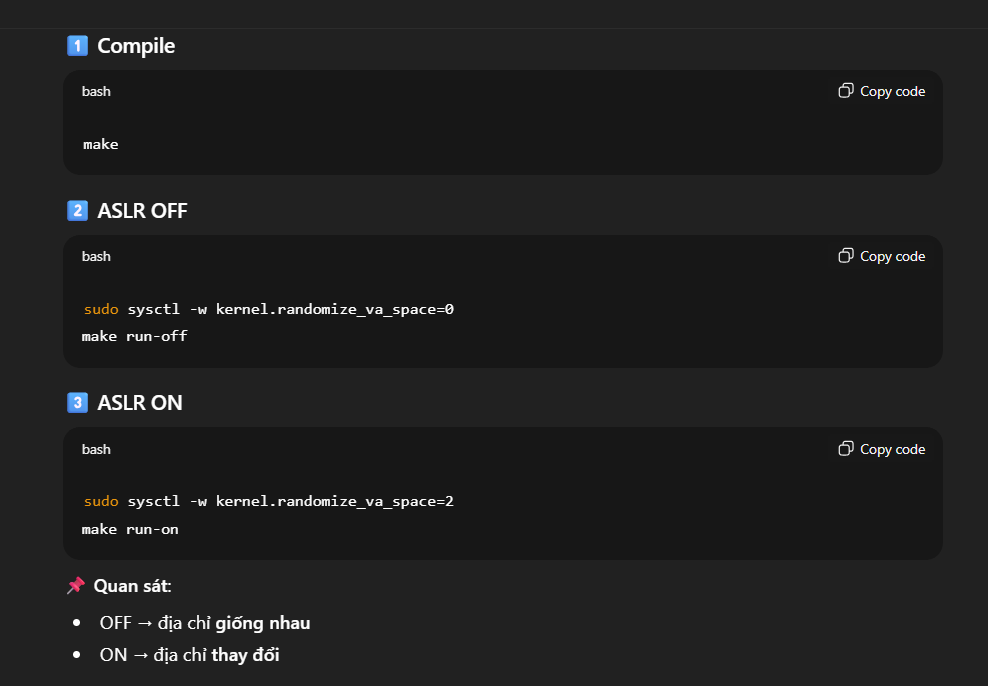 1 Compile
bash Copy code
make
2 ASLR OFF
bash Copy code
sudo sysctl -w kernel.randomize_va_space=0
make run-off
3 ASLR ON
bash Copy code
sudo sysctl -w kernel.randomize_va_space=2
make run-on
📌 Quan sát:
• OFF → địa chỉ giống nhau
• ON → địa chỉ thay đổi